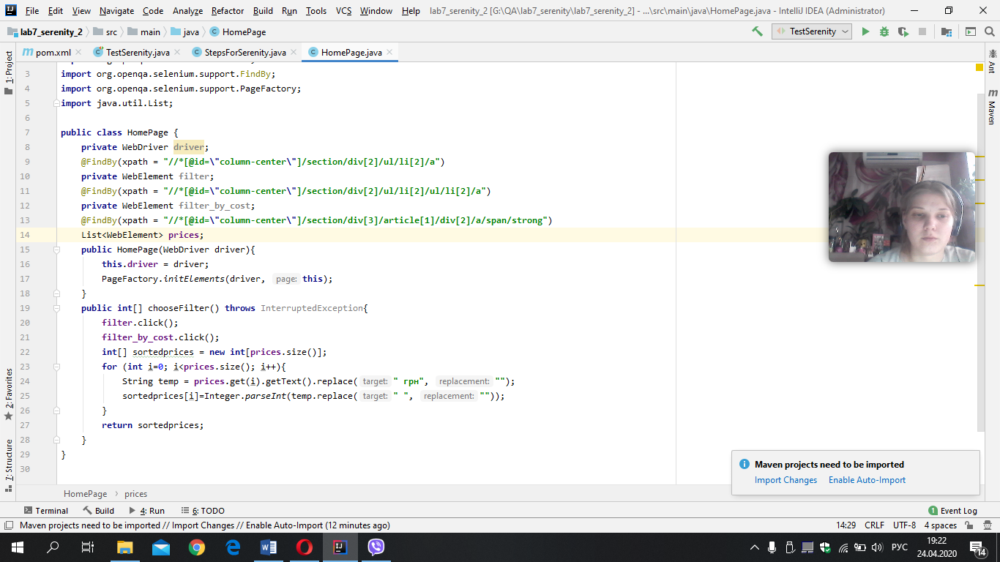 File Edit View Navigate Code Analyze Refactor Build Run Tools VCS Window Help lab7_serenity_2 [G:\QA\lab7_serenity\lab7_serenity_2] - ...\src\main\java\HomePage.java - IntelliJ IDEA (Administrator)
lab7_serenity_2 src main java HomePage TestSerenity
pom.xml TestSerenity.java StepsForSerenity.java HomePage.java
1: Project
2: Favorites
7: Structure
Ant
Maven
3 import org.openqa.selenium.support.FindBy;
4 import org.openqa.selenium.support.PageFactory;
5 import java.util.List;
6
7 public class HomePage {
8 private WebDriver driver;
9 @FindBy(xpath = "//*[@id=\"column-center\"]/section/div[2]/ul/li[2]/a")
10 private WebElement filter;
11 @FindBy(xpath = "//*[@id=\"column-center\"]/section/div[2]/ul/li[2]/ul/li[2]/a")
12 private WebElement filter_by_cost;
13 @FindBy(xpath = "//*[@id=\"column-center\"]/section/div[3]/article[1]/div[2]/a/span/strong")
14 List<WebElement> prices;
15 public HomePage(WebDriver driver){
16 this.driver = driver;
17 PageFactory.initElements(driver, page: this);
18 }
19 public int[] chooseFilter() throws InterruptedException{
20 filter.click();
21 filter_by_cost.click();
22 int[] sortedprices = new int[prices.size()];
23 for (int i=0; i<prices.size(); i++){
24 String temp = prices.get(i).getText().replace( target: " грн", replacement: "");
25 sortedprices[i]=Integer.parseInt(temp.replace( target: " ", replacement: ""));
26 }
27 return sortedprices;
28 }
29 }
30
Maven projects need to be imported
Import Changes Enable Auto-Import
HomePage › prices
Terminal Build 4: Run 6: TODO 1 Event Log
Maven projects need to be imported // Import Changes // Enable Auto-Import (12 minutes ago) 14:29 CRLF UTF-8 4 spaces
РУС 19:22
24.04.2020 14